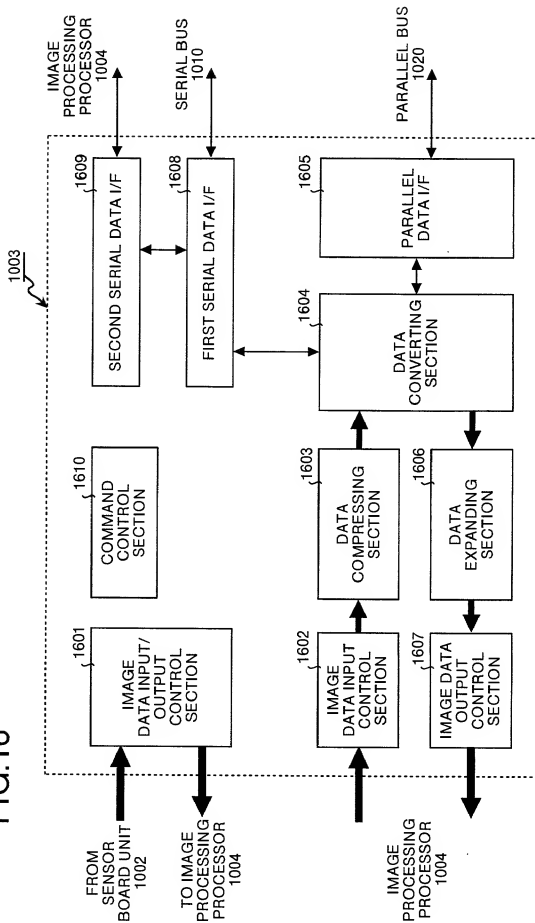 FIG.16
1003
FROM
SENSOR
BOARD UNIT
1002
TO IMAGE
PROCESSING
PROCESSOR
1004
1601
IMAGE
DATA INPUT/
OUTPUT
CONTROL
SECTION
1610
COMMAND
CONTROL
SECTION
1609
SECOND SERIAL DATA I/F
IMAGE
PROCESSING
PROCESSOR
1004
1608
FIRST SERIAL DATA I/F
SERIAL BUS
1010
IMAGE
PROCESSING
PROCESSOR
1004
1602
IMAGE
DATA INPUT
CONTROL
SECTION
1603
DATA
COMPRESSING
SECTION
1604
DATA
CONVERTING
SECTION
1605
PARALLEL
DATA I/F
PARALLEL BUS
1020
1607
IMAGE DATA
OUTPUT
CONTROL
SECTION
1606
DATA
EXPANDING
SECTION